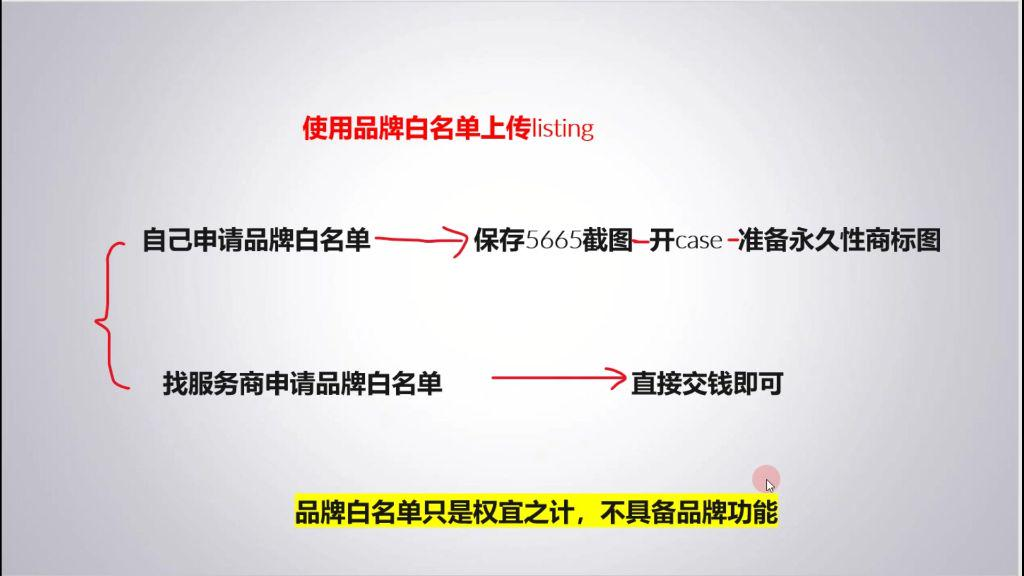 使用品牌白名单上传listing
自己申请品牌白名单 保存5665截图 开case 准备永久性商标图
找服务商申请品牌白名单 直接交钱即可
品牌白名单只是权宜之计，不具备品牌功能